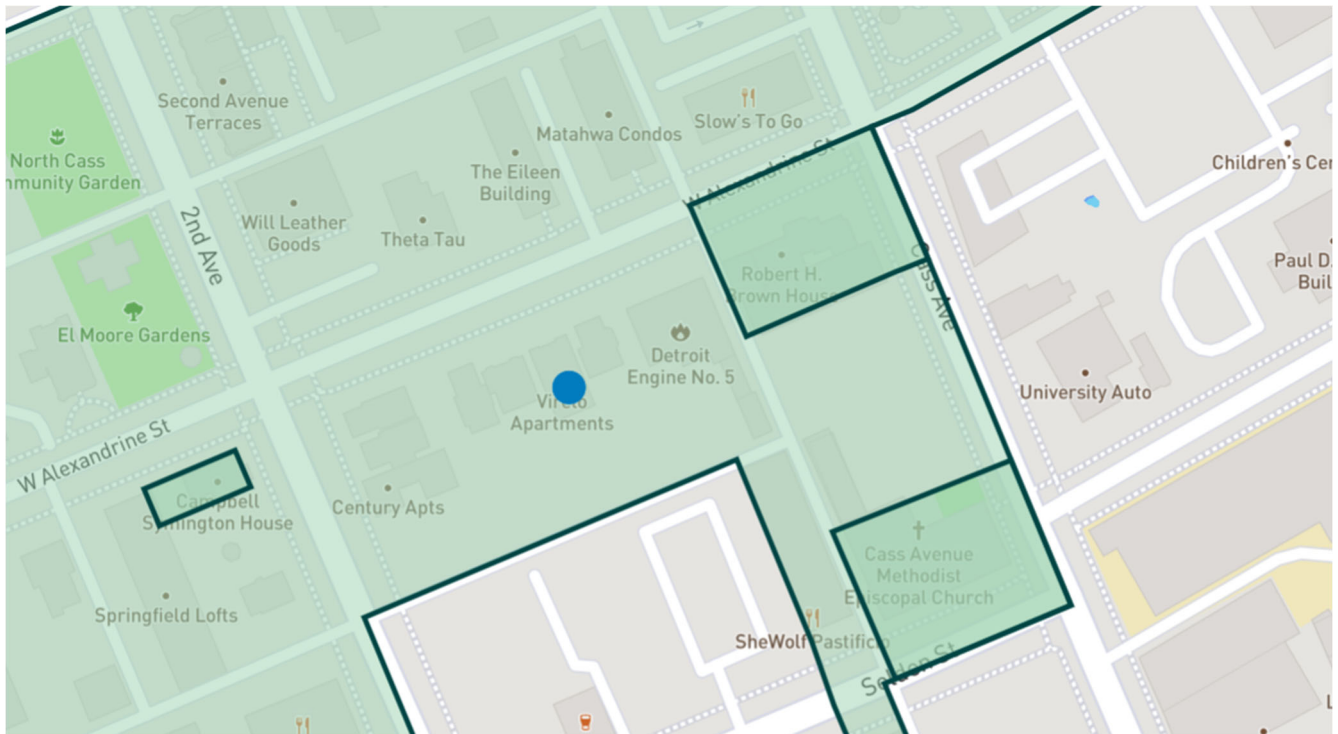 Second Avenue
Terraces
North Cass
mmunity Garden
2nd Ave
Will Leather
Goods
Theta Tau
The Eileen
Building
Matahwa Condos
Slow's To Go
W Alexandrine St
Children's Cen
El Moore Gardens
Robert H.
Brown House
Cass Ave
Paul D.
Buil
Detroit
Engine No. 5
University Auto
Virelo
Apartments
W Alexandrine St
Campbell
Symington House
Century Apts
Springfield Lofts
Cass Avenue
Methodist
Episcopal Church
SheWolf Pastificio
Selden St
L